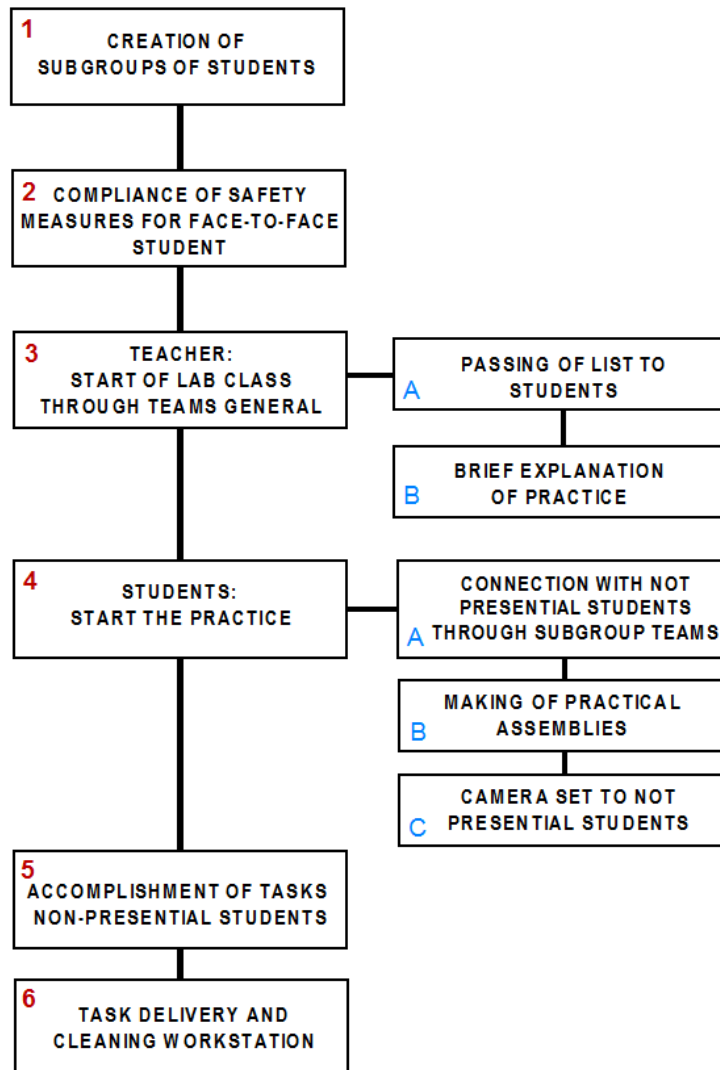 1
CREATION OF
SUBGROUPS OF STUDENTS
2 COMPLIANCE OF SAFETY
MEASURES FOR FACE-TO-FACE
STUDENT
3
TEACHER:
START OF LAB CLASS
THROUGH TEAMS GENERAL
PASSING OF LIST TO
A STUDENTS
BRIEF EXPLANATION
B OF PRACTICE
4
STUDENTS:
START THE PRACTICE
CONNECTION WITH NOT
PRESENTIAL STUDENTS
A THROUGH SUBGROUP TEAMS
MAKING OF PRACTICAL
B ASSEMBLIES
CAMERA SET TO NOT
C PRESENTIAL STUDENTS
5
ACCOMPLISHMENT OF TASKS
NON-PRESENTIAL STUDENTS
6
TASK DELIVERY AND
CLEANING WORKSTATION